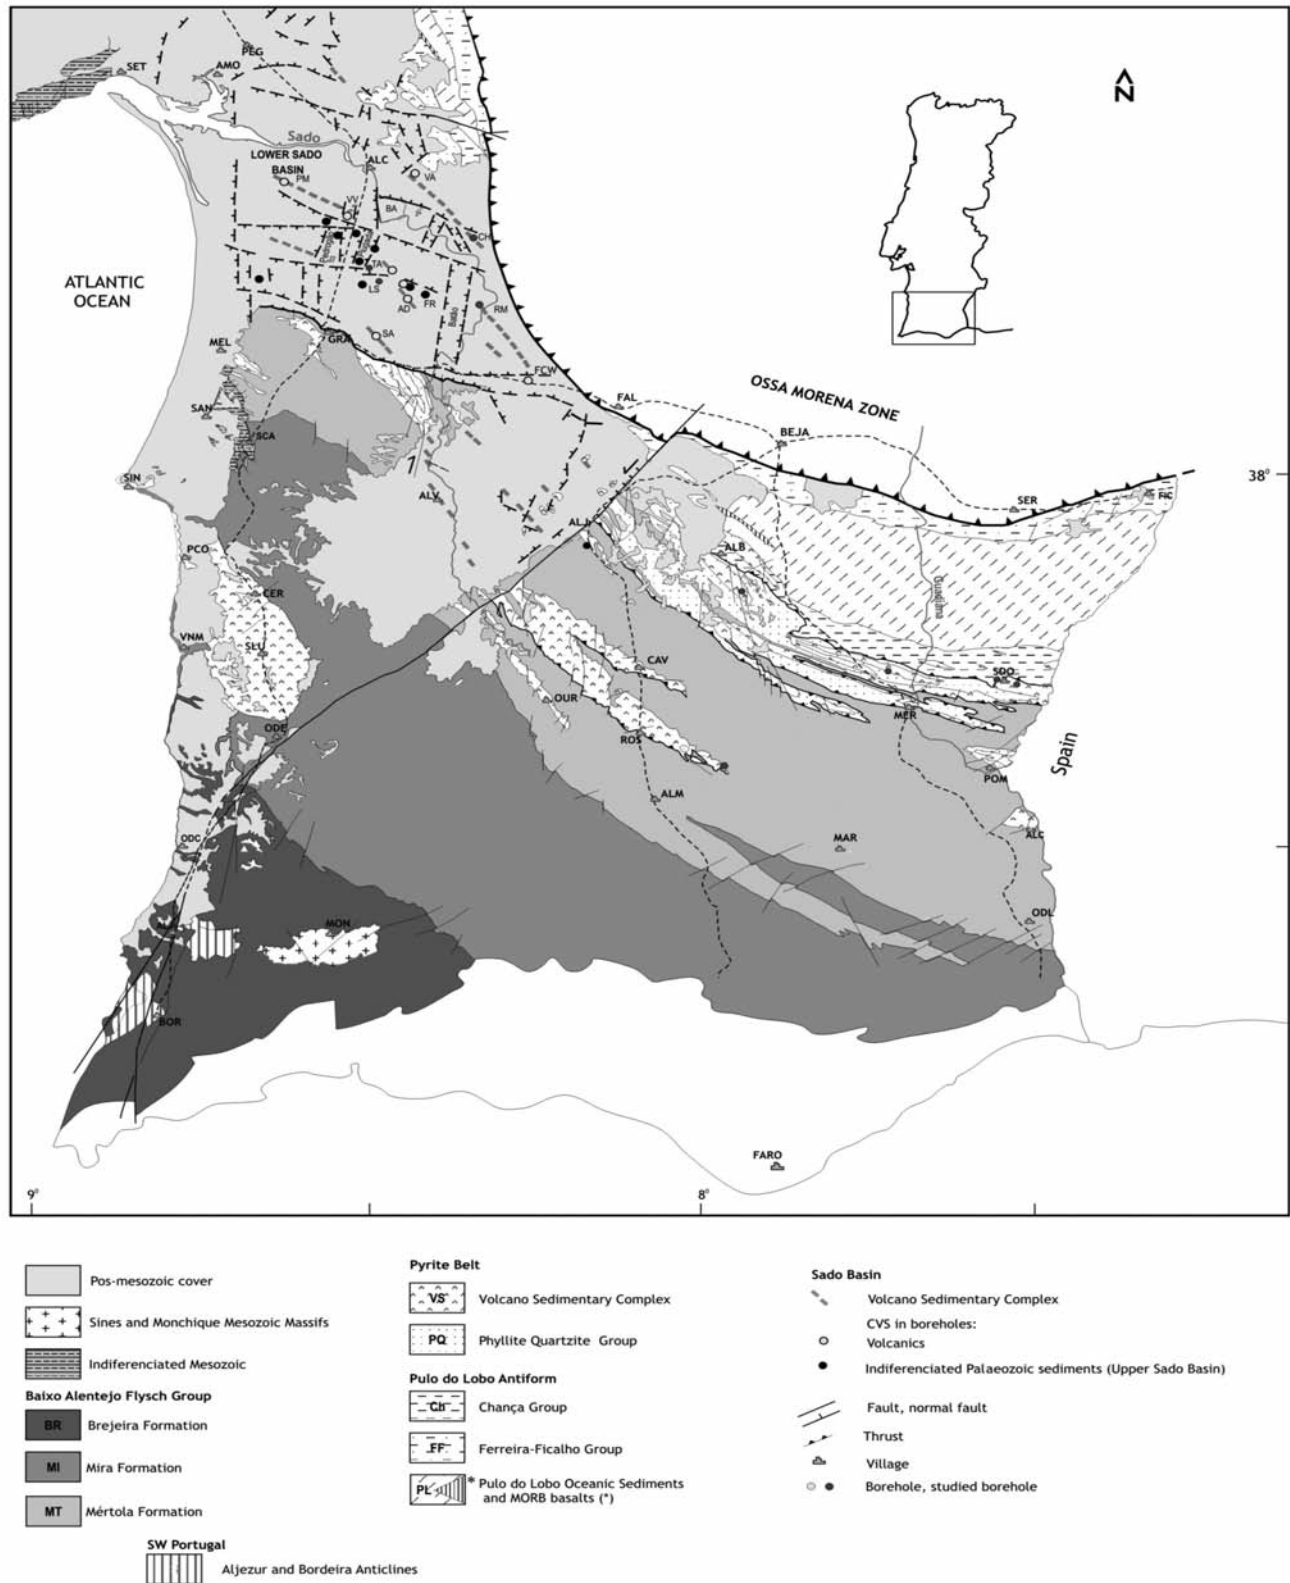 PEG
SET
AMO
N
Sado
LOWER SADO
BASIN
ALC
PM
VA
VV
BA
CH
TA
LS
AD
FR
RM
SA
GRA
FCW
ATLANTIC
OCEAN
MEL
SAN
SCA
SIN
FAL
OSSA MORENA ZONE
BEJA
38°
SER
FIC
ALV
ALJ
ALB
Guadiana
PCO
CER
VNM
SLU
CAV
SDO
OUR
MER
ODE
ROS
POM
Spain
ALM
ALC
ODC
MAR
MON
ODL
BOR
FARO
9°
8°
Pos-mesozoic cover
Sines and Monchique Mesozoic Massifs
Indiferenciated Mesozoic
Baixo Alentejo Flysch Group
BR Brejeira Formation
MI Mira Formation
MT Mértola Formation
SW Portugal
Aljezur and Bordeira Anticlines
Pyrite Belt
VS Volcano Sedimentary Complex
PQ Phyllite Quartzite Group
Pulo do Lobo Antiform
Ch Chança Group
FF Ferreira-Ficalho Group
PL * Pulo do Lobo Oceanic Sediments
and MORB basalts (*)
Sado Basin
Volcano Sedimentary Complex
CVS in boreholes:
Volcanics
Indiferenciated Palaeozoic sediments (Upper Sado Basin)
Fault, normal fault
Thrust
Village
Borehole, studied borehole